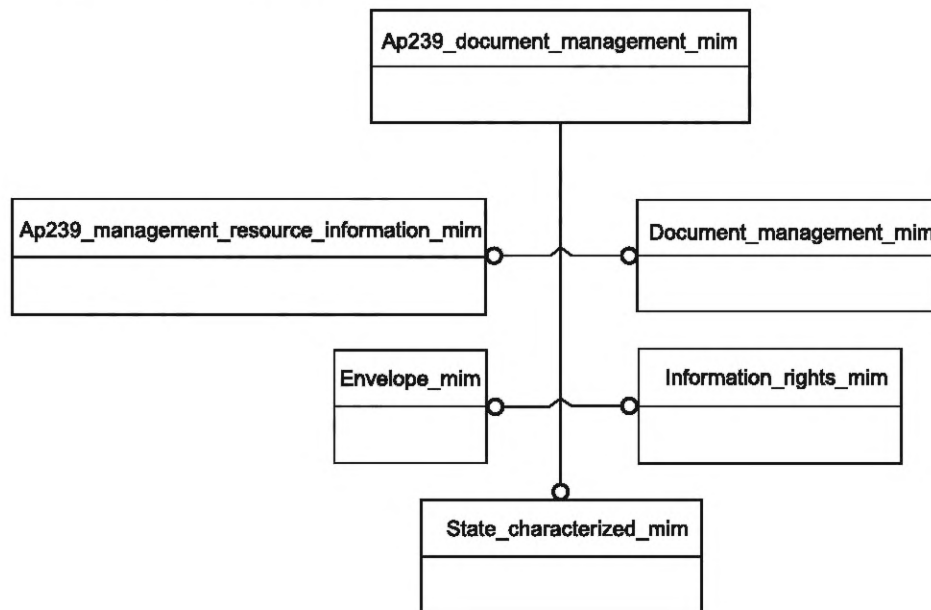 Ap239_document_management_mim
Ap239_management_resource_information_mim
Document_management_mim
Envelope_mim
Information_rights_mim
State_characterized_mim